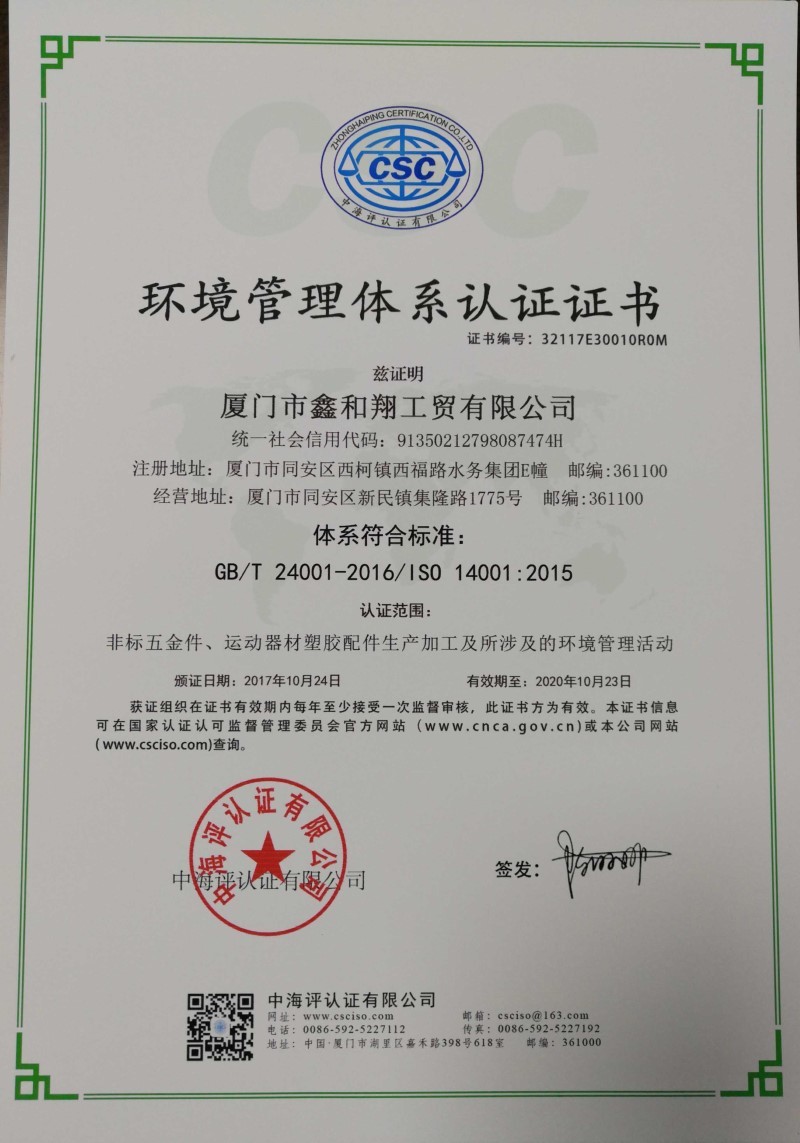 CSC
ZHONGHAIPING CERTIFICATION CO.,LTD
CSC
中海评认证有限公司
环境管理体系认证证书
证书编号：32117E30010R0M
兹证明
厦门市鑫和翔工贸有限公司
统一社会信用代码：91350212798087474H
注册地址：厦门市同安区西柯镇西福路水务集团E幢 邮编:361100
经营地址：厦门市同安区新民镇集隆路1775号 邮编:361100
体系符合标准：
GB/T 24001-2016/ISO 14001:2015
认证范围：
非标五金件、运动器材塑胶配件生产加工及所涉及的环境管理活动
颁证日期：2017年10月24日 有效期至：2020年10月23日
获证组织在证书有效期内每年至少接受一次监督审核，此证书方为有效。本证书信息
可在国家认证认可监督管理委员会官方网站 (www.cnca.gov.cn)或本公司网站
(www.csciso.com)查询。
中海评认证有限公司
中海评认证有限公司
签发：
中海评认证有限公司
网址：www.csciso.com 邮箱：csciso@163.com
电话：0086-592-5227112 传真：0086-592-5227192
地址：中国·厦门市湖里区嘉禾路398号618室 邮编：361000